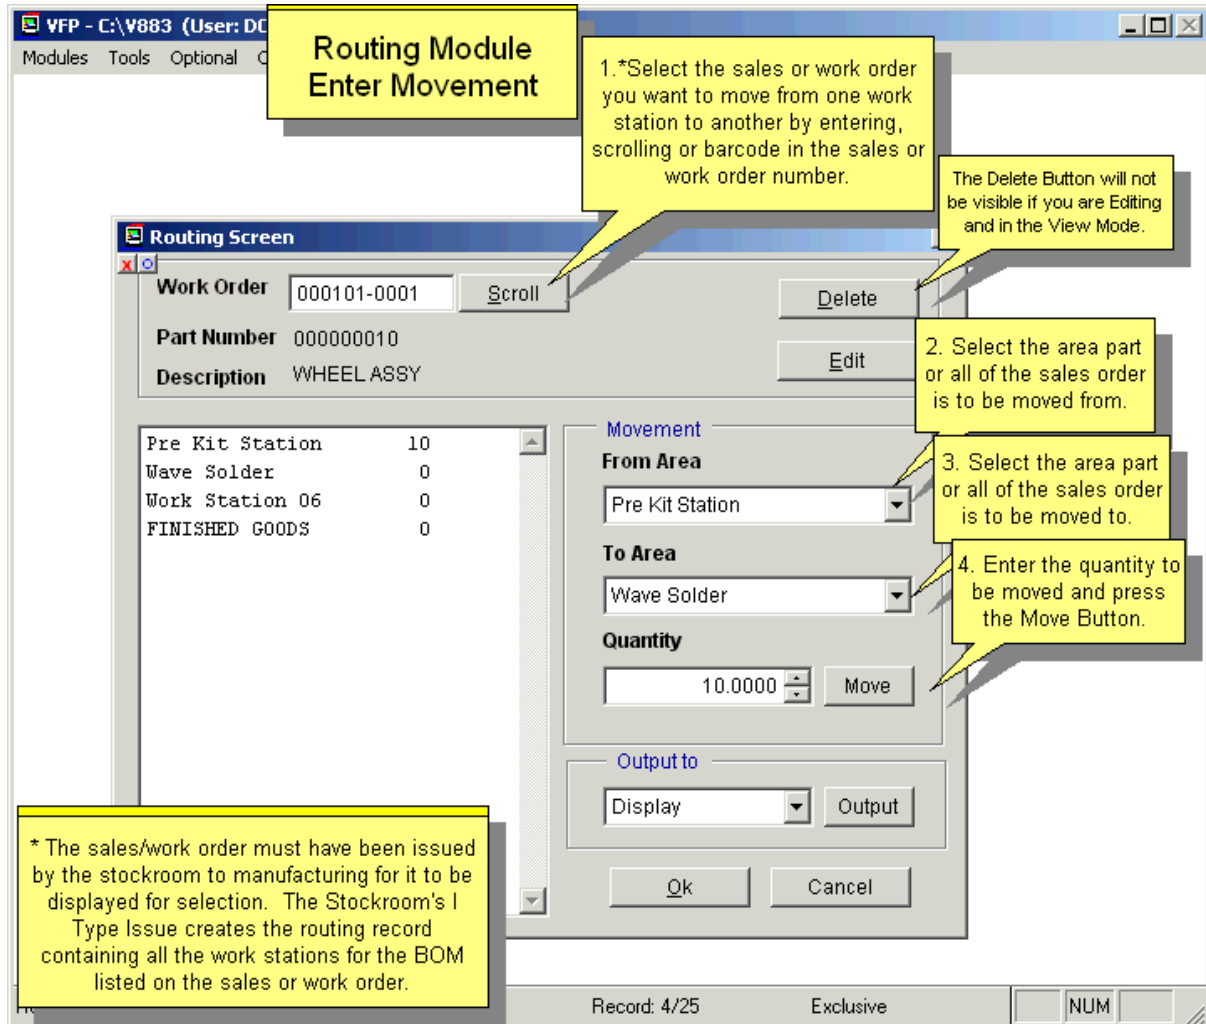 VFP - C:\V883 (User: DC
Modules Tools Optional
Routing Module
Enter Movement
1.*Select the sales or work order
you want to move from one work
station to another by entering,
scrolling or barcode in the sales or
work order number.
The Delete Button will not
be visible if you are Editing
and in the View Mode.
Routing Screen
Work Order 000101-0001 Scroll Delete
Part Number 000000010
Edit
Description WHEEL ASSY
2. Select the area part
or all of the sales order
is to be moved from.
Pre Kit Station 10
Wave Solder 0
Work Station 06 0
FINISHED GOODS 0
Movement
From Area
Pre Kit Station
3. Select the area part
or all of the sales order
is to be moved to.
To Area
Wave Solder
4. Enter the quantity to
be moved and press
the Move Button.
Quantity
10.0000 Move
Output to
Display Output
Ok Cancel
* The sales/work order must have been issued
by the stockroom to manufacturing for it to be
displayed for selection. The Stockroom's I
Type Issue creates the routing record
containing all the work stations for the BOM
listed on the sales or work order.
Record: 4/25 Exclusive NUM